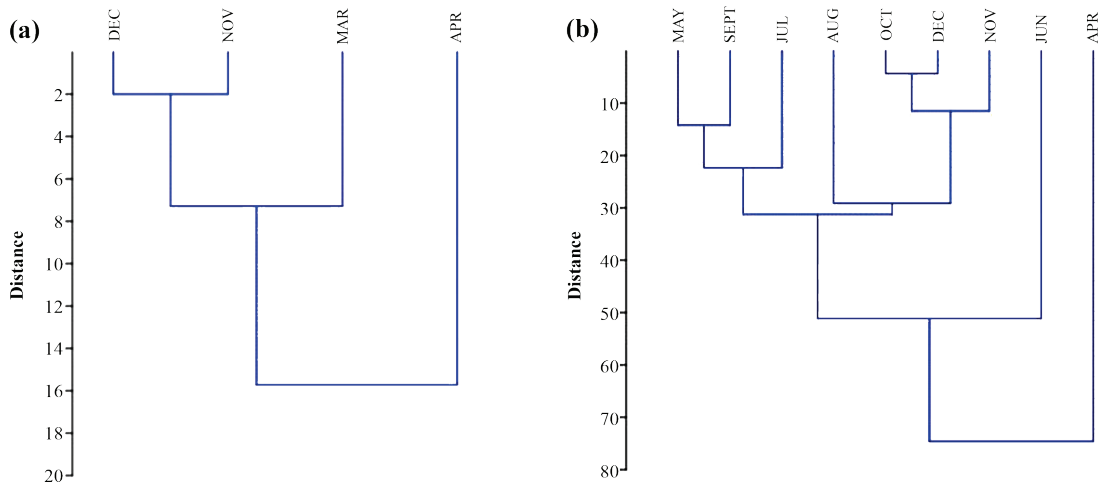 (a)
DEC
NOV
MAR
APR
2
4
6
8
10
12
14
16
18
20
Distance
(b)
MAY
SEPT
JUL
AUG
OCT
DEC
NOV
JUN
APR
10
20
30
40
50
60
70
80
Distance